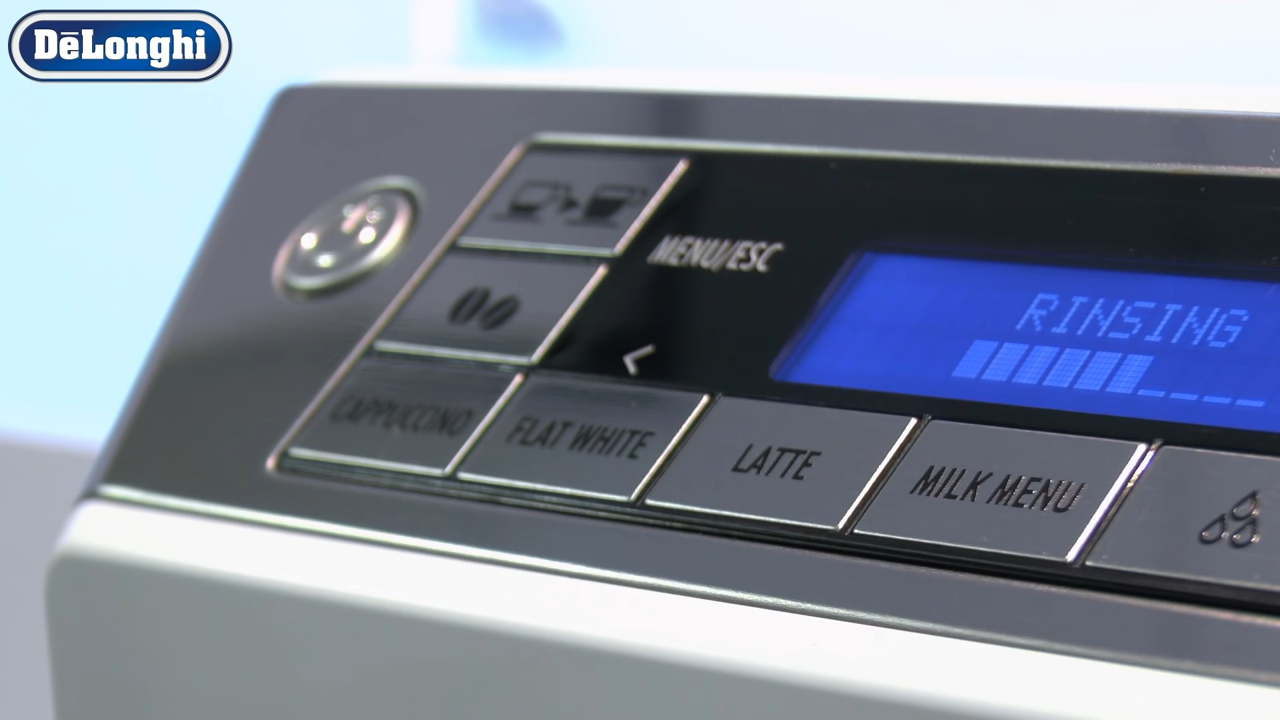 DeLonghi
MENU/ESC
RINSING
<
CAPPUCCINO
FLAT WHITE
LATTE
MILK MENU